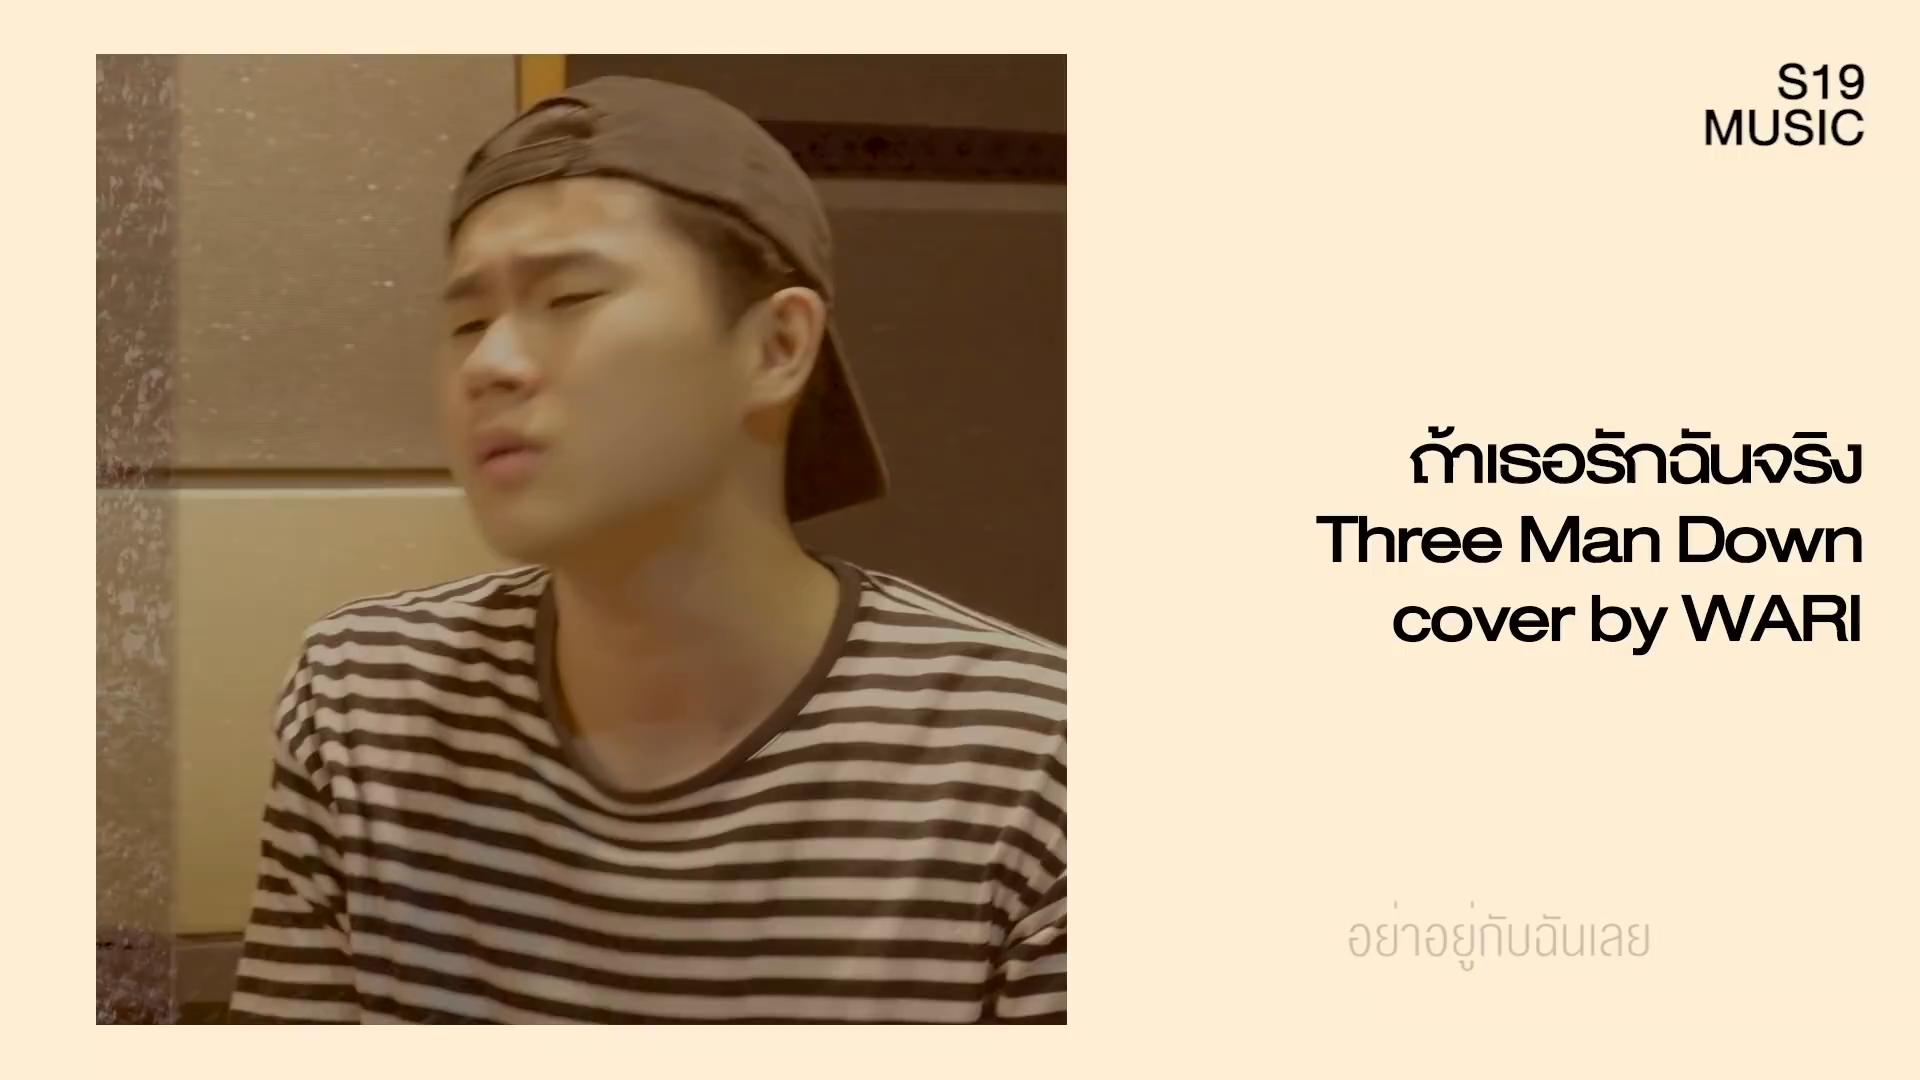 S19
MUSIC
ถ้าเธอรักฉันจริง
Three Man Down
cover by WARI
อย่าอยู่กับฉันเลย